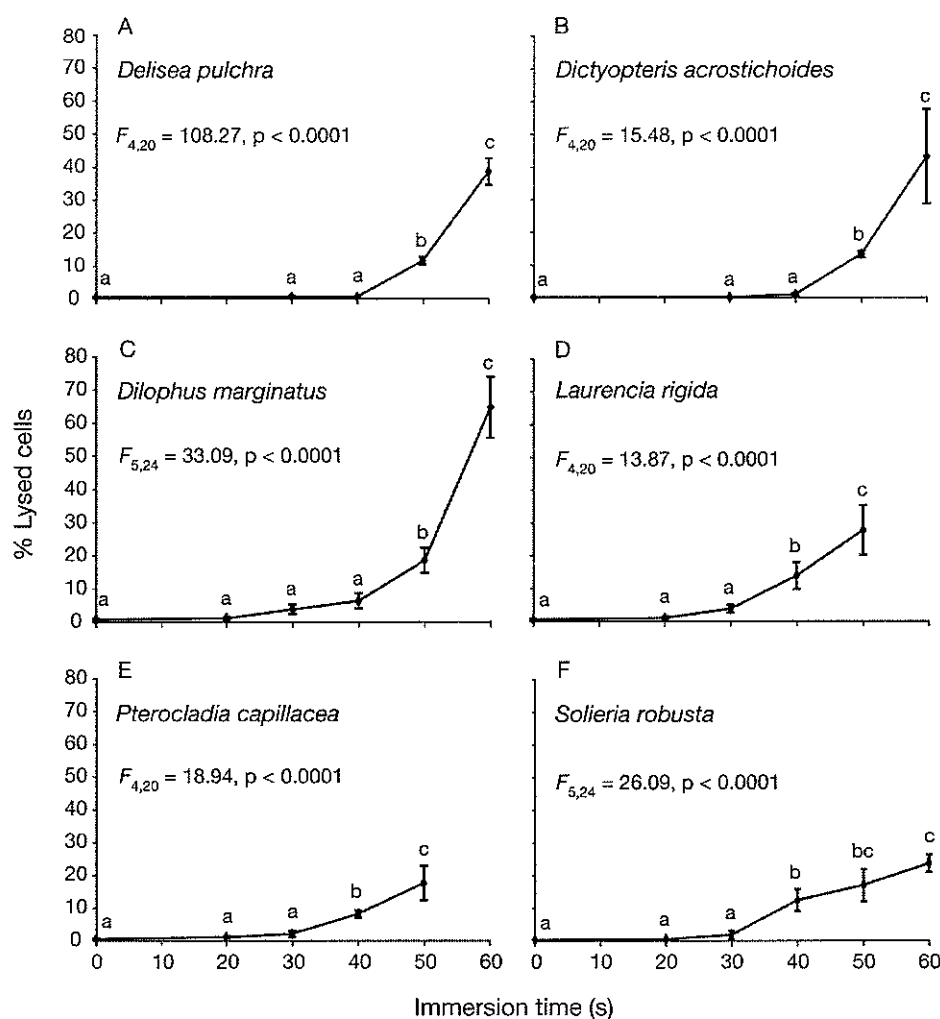 A
Delisea pulchra
F4,20 = 108.27, p < 0.0001
80
70
60
50
40
30
20
10
0
a
a
a
b
c
B
Dictyopteris acrostichoides
F4,20 = 15.48, p < 0.0001
a
a
a
b
c
C
Dilophus marginatus
F5,24 = 33.09, p < 0.0001
80
70
60
50
40
30
20
10
0
a
a
a
a
b
c
D
Laurencia rigida
F4,20 = 13.87, p < 0.0001
a
a
a
b
c
% Lysed cells
E
Pterocladia capillacea
F4,20 = 18.94, p < 0.0001
80
70
60
50
40
30
20
10
0
a
a
a
b
c
0 10 20 30 40 50 60
F
Solieria robusta
F5,24 = 26.09, p < 0.0001
a
a
a
b
bc
c
0 10 20 30 40 50 60
Immersion time (s)